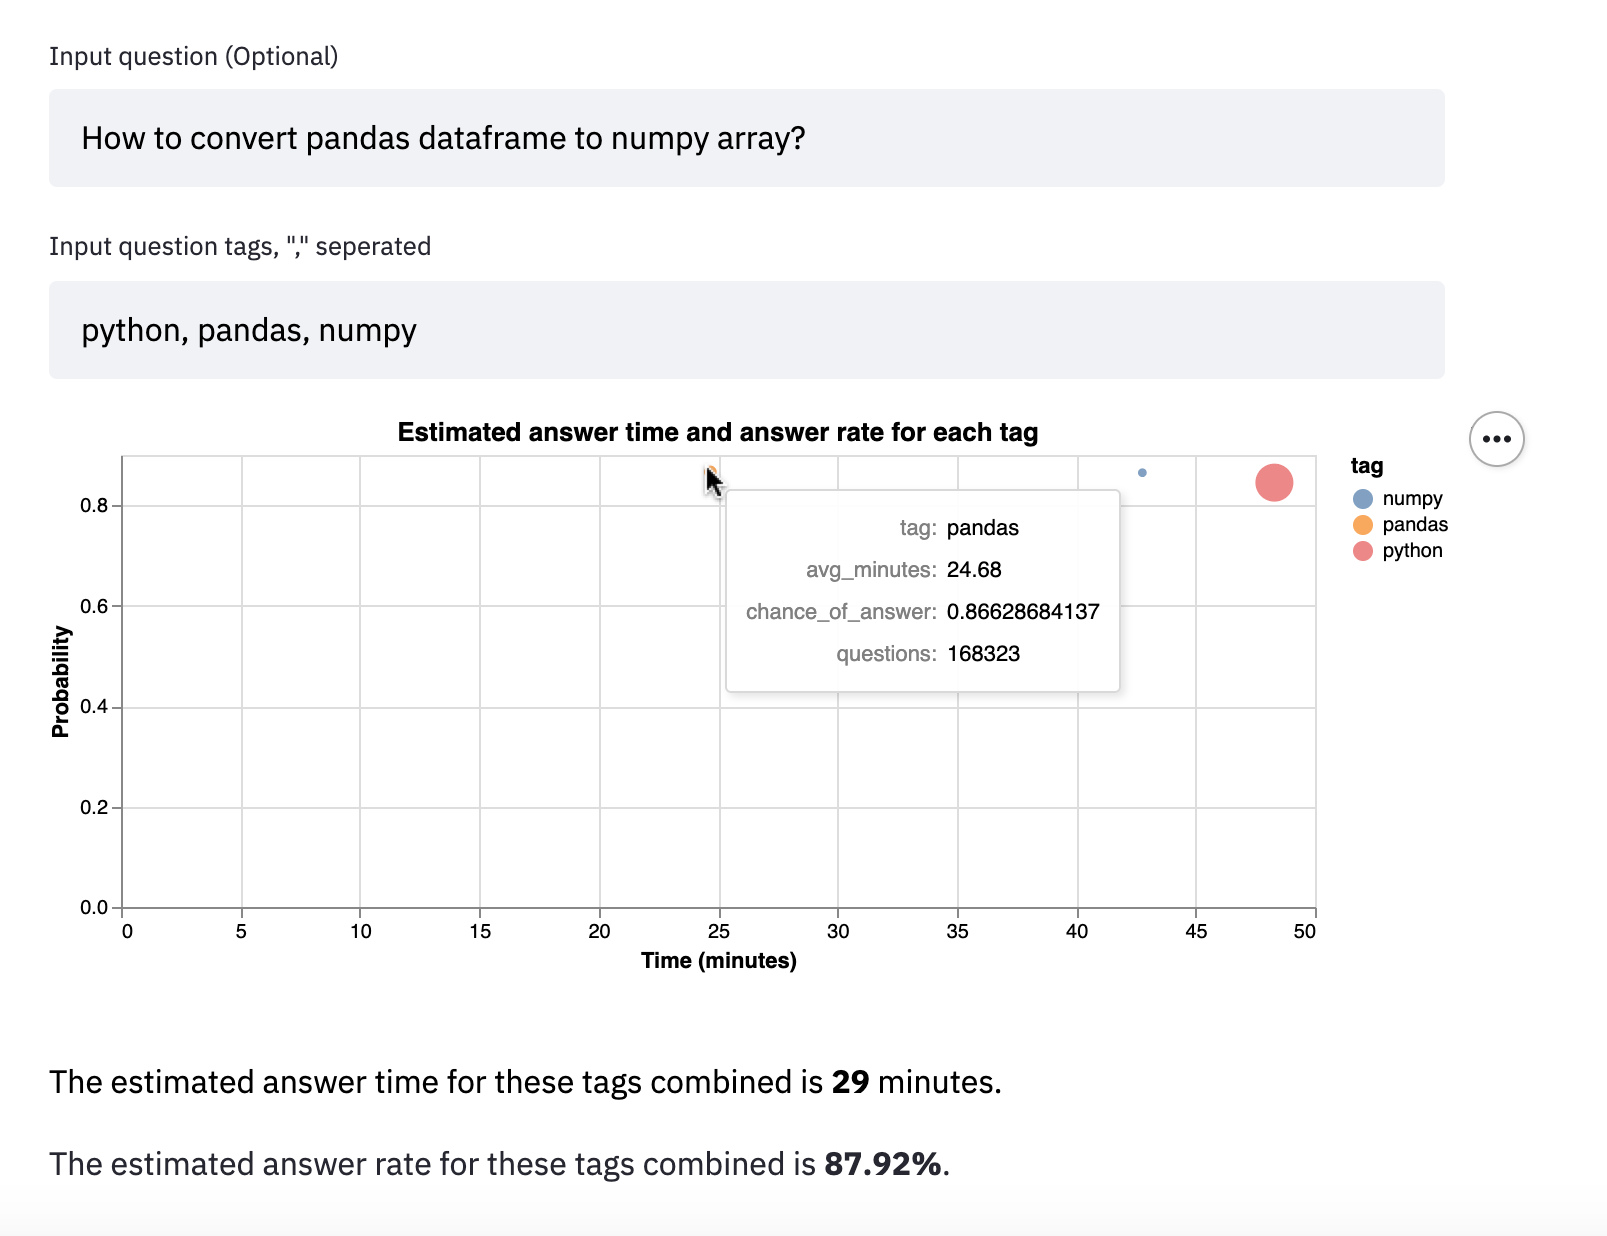 Input question (Optional)
How to convert pandas dataframe to numpy array?
Input question tags, "," seperated
python, pandas, numpy
Estimated answer time and answer rate for each tag
tag
numpy
pandas
python
tag: pandas
avg_minutes: 24.68
chance_of_answer: 0.86628684137
questions: 168323
Probability
0.8
0.6
0.4
0.2
0.0
0 5 10 15 20 25 30 35 40 45 50
Time (minutes)
The estimated answer time for these tags combined is 29 minutes.
The estimated answer rate for these tags combined is 87.92%.